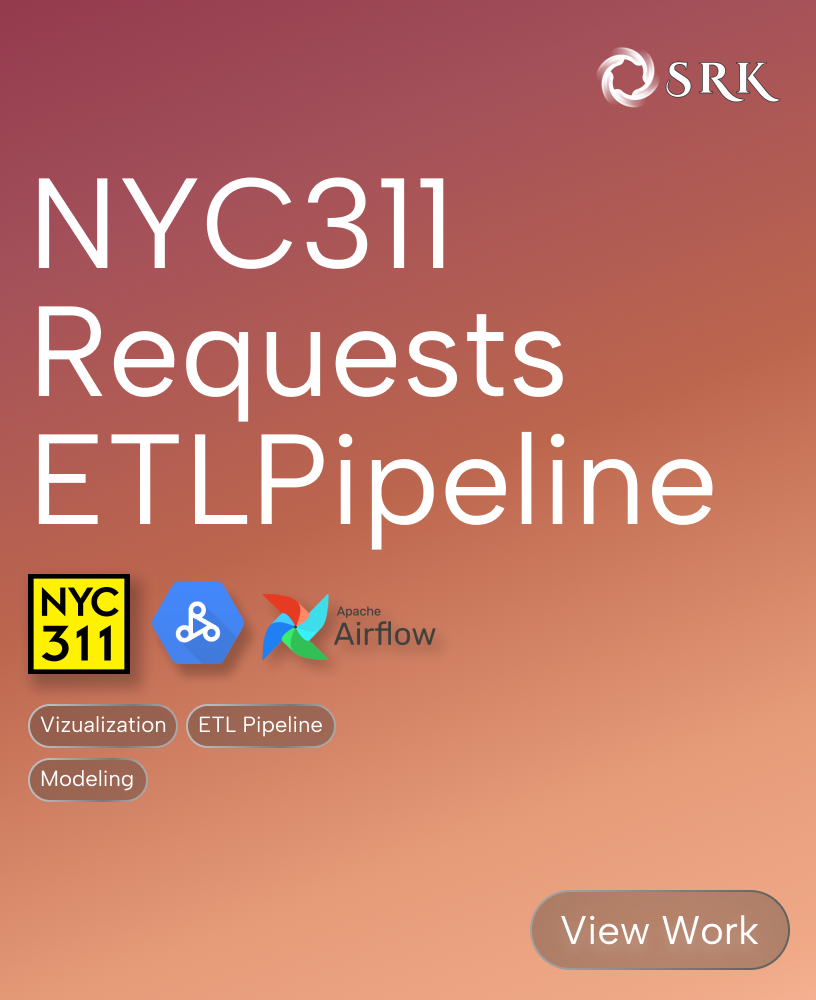 SRK
NYC311
Requests
ETLPipeline
NYC
311
Apache
Airflow
Vizualization
ETL Pipeline
Modeling
View Work